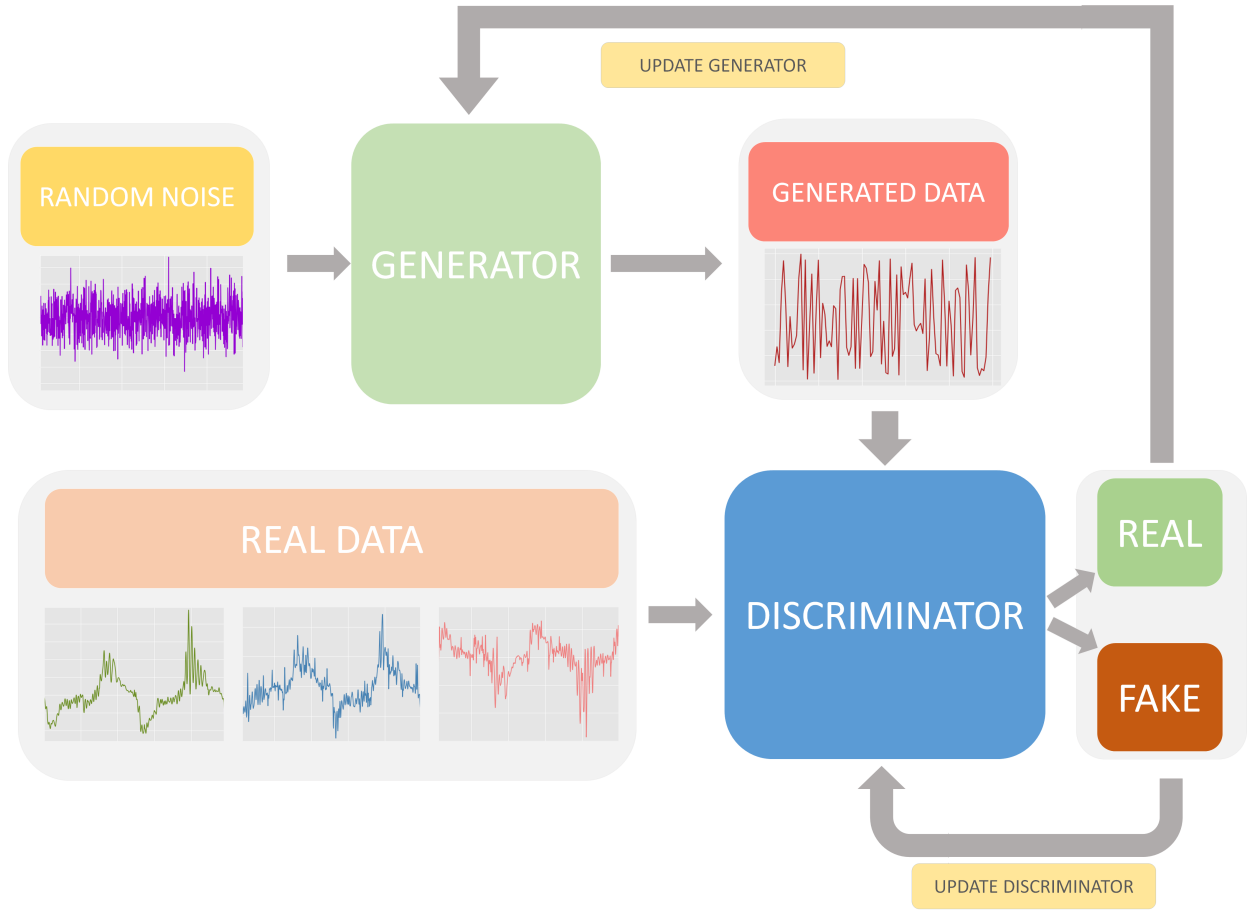 UPDATE GENERATOR
RANDOM NOISE
GENERATOR
GENERATED DATA
REAL DATA
DISCRIMINATOR
REAL
FAKE
UPDATE DISCRIMINATOR